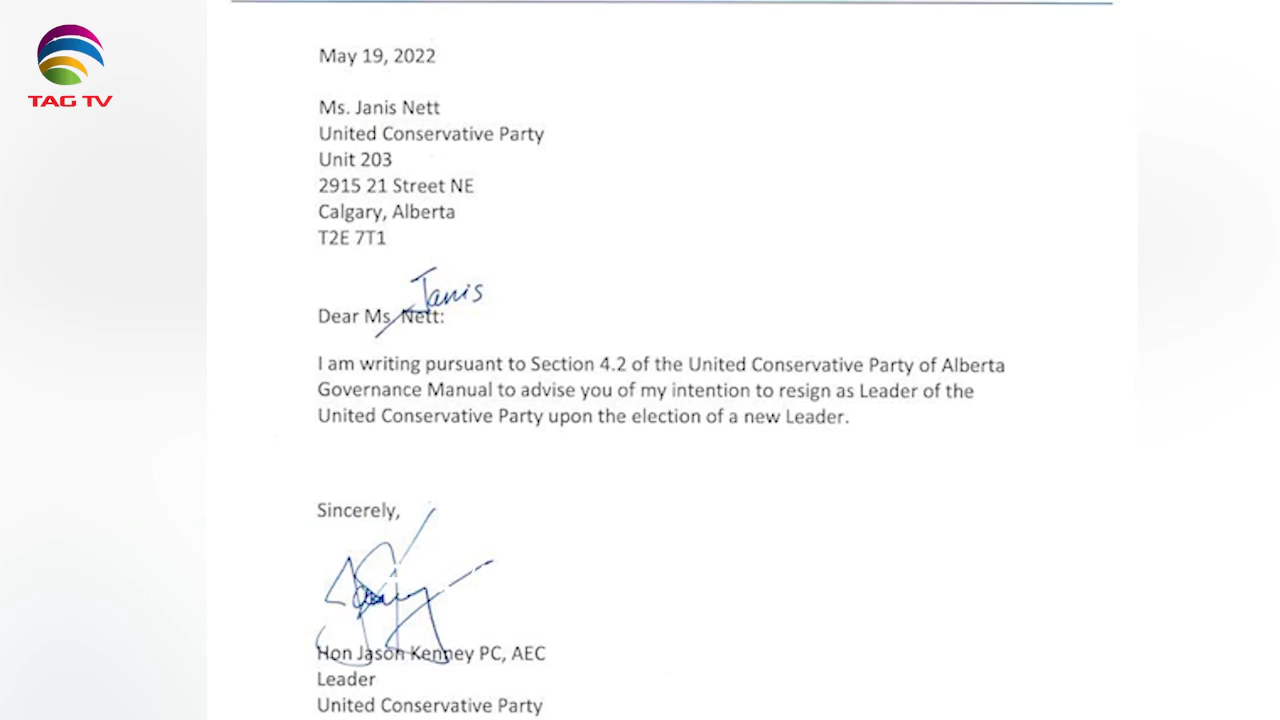 TAG TV
May 19, 2022
Ms. Janis Nett
United Conservative Party
Unit 203
2915 21 Street NE
Calgary, Alberta
T2E 7T1
Janis
Dear Ms. Nett:
I am writing pursuant to Section 4.2 of the United Conservative Party of Alberta
Governance Manual to advise you of my intention to resign as Leader of the
United Conservative Party upon the election of a new Leader.
Sincerely,
Hon Jason Kenney PC, AEC
Leader
United Conservative Party